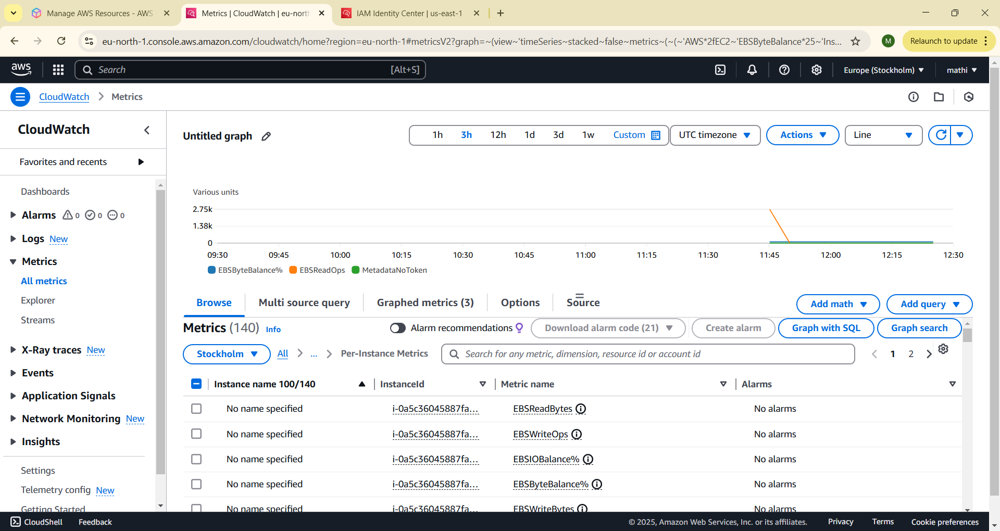 Manage AWS Resources - AWS
Metrics | CloudWatch | eu-north
IAM Identity Center | us-east-1
eu-north-1.console.aws.amazon.com/cloudwatch/home?region=eu-north-1#metricsV2?graph=~(view~'timeSeries~stacked~false~metrics~(~(~'AWS*2fEC2~'EBSByteBalance*25~'Ins...
M
Relaunch to update
aws
Search [Alt+S]
Europe (Stockholm)
mathi
CloudWatch > Metrics
CloudWatch
Favorites and recents
Dashboards
Alarms 0 0 0
Logs New
Metrics
All metrics
Explorer
Streams
X-Ray traces New
Events
Application Signals
Network Monitoring New
Insights
Settings
Telemetry config New
Getting Started
Untitled graph
1h 3h 12h 1d 3d 1w Custom
UTC timezone
Actions
Line
Various units
2.75k
1.38k
0
09:30 09:45 10:00 10:15 10:30 10:45 11:00 11:15 11:30 11:45 12:00 12:15 12:30
EBSByteBalance% EBSReadOps MetadataNoToken
Browse
Multi source query
Graphed metrics (3)
Options
Source
Add math
Add query
Metrics (140) Info
Alarm recommendations
Download alarm code (21)
Create alarm
Graph with SQL
Graph search
Stockholm
All > ... > Per-Instance Metrics
Search for any metric, dimension, resource id or account id
1 2
Instance name 100/140 InstanceId Metric name Alarms
No name specified i-0a5c36045887fa... EBSReadBytes No alarms
No name specified i-0a5c36045887fa... EBSWriteOps No alarms
No name specified i-0a5c36045887fa... EBSIOBalance% No alarms
No name specified i-0a5c36045887fa... EBSByteBalance% No alarms
No name specified i-0a5c36045887fa... EBSWriteBytes No alarms
CloudShell
Feedback
© 2025, Amazon Web Services, Inc. or its affiliates.
Privacy
Terms
Cookie preferences